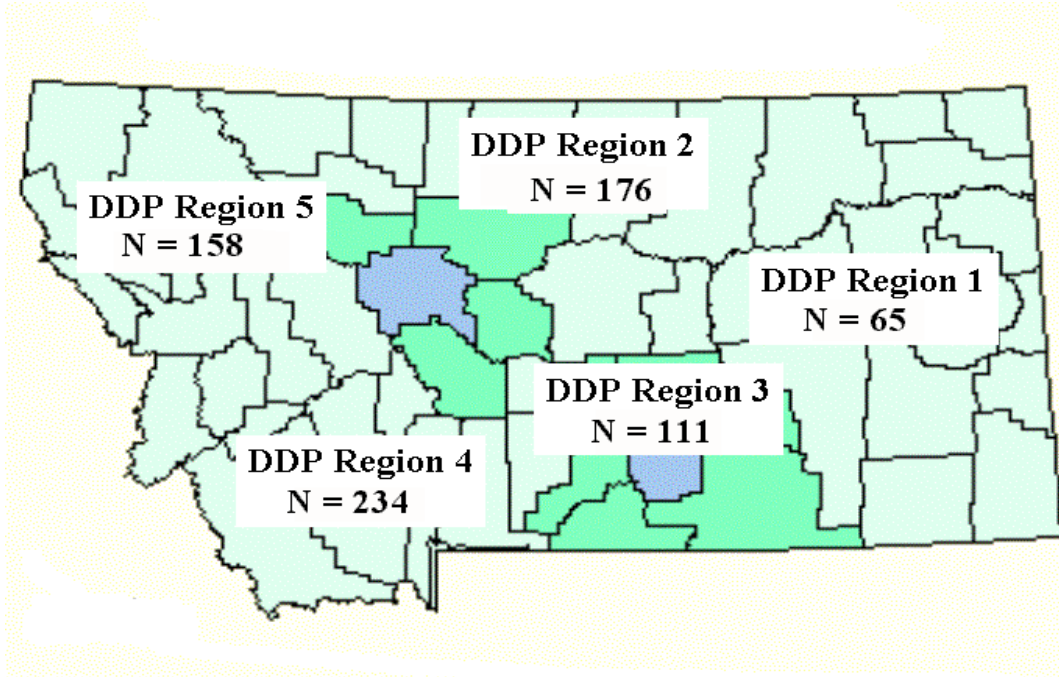 DDP Region 2
N = 176
DDP Region 5
N = 158
DDP Region 1
N = 65
DDP Region 3
N = 111
DDP Region 4
N = 234